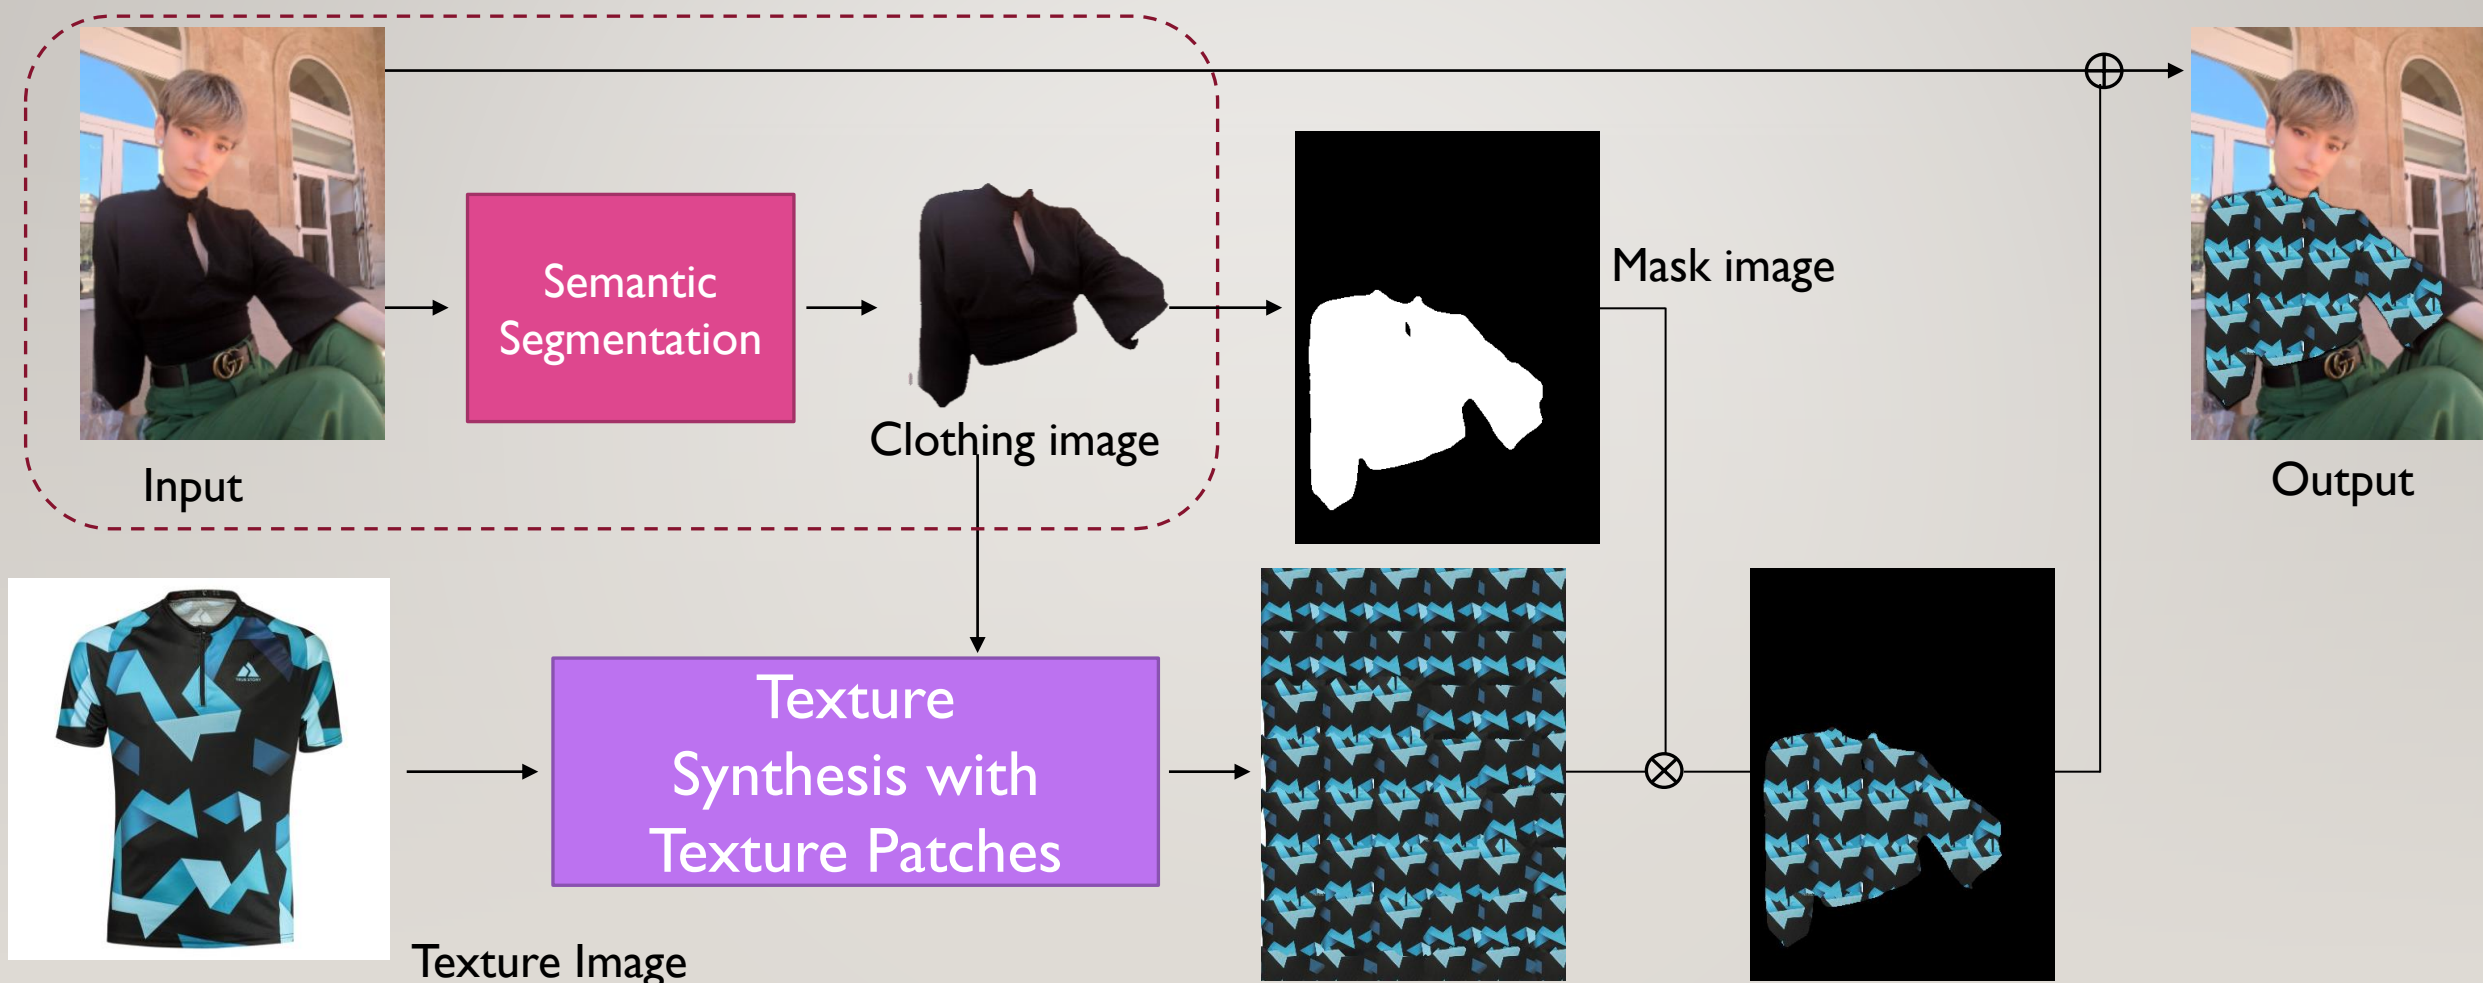 Semantic
Segmentation
Mask image
Clothing image
Input
Output
Texture
Synthesis with
Texture Patches
Texture Image